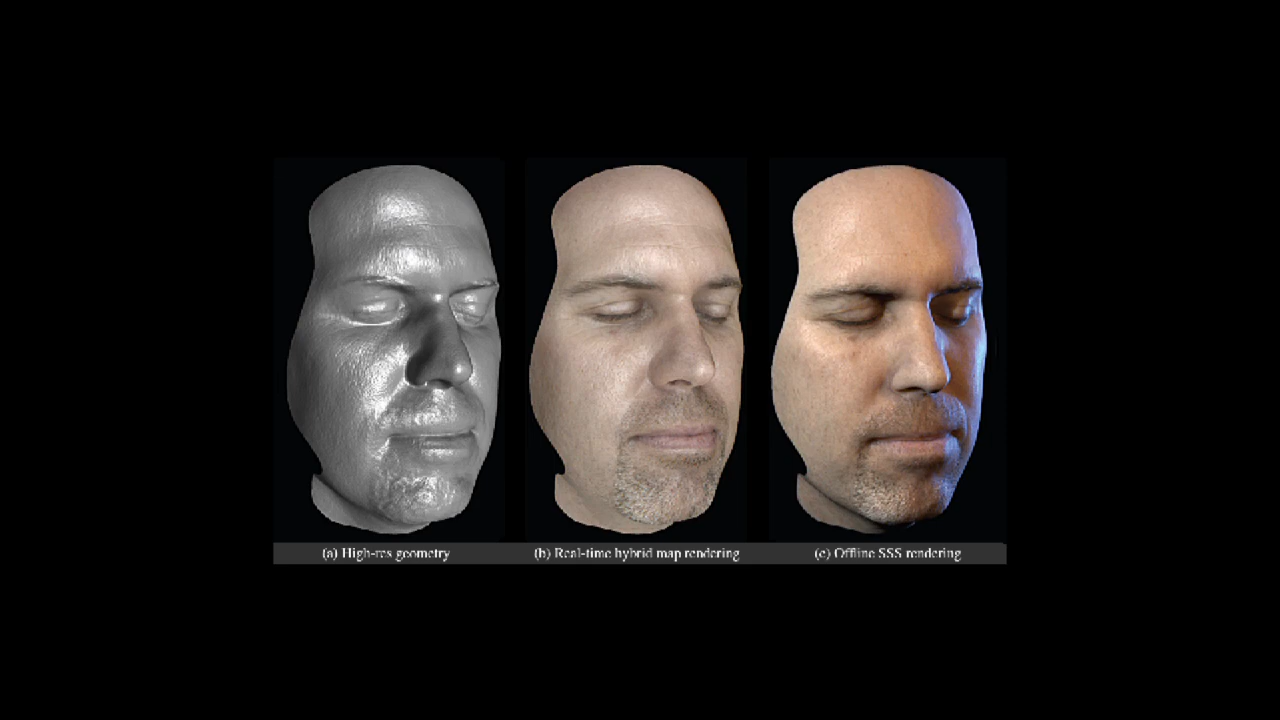 (a) High-res geometry
(b) Real-time hybrid map rendering
(c) Offline SSS rendering